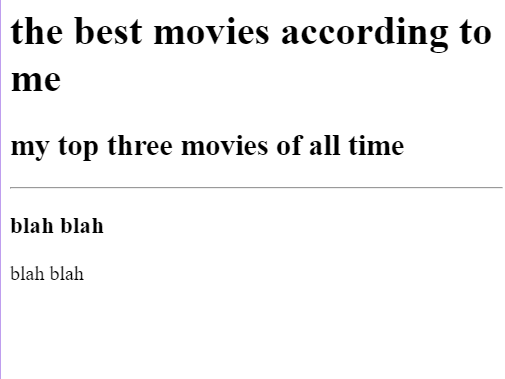 the best movies according to
me
my top three movies of all time
blah blah
blah blah